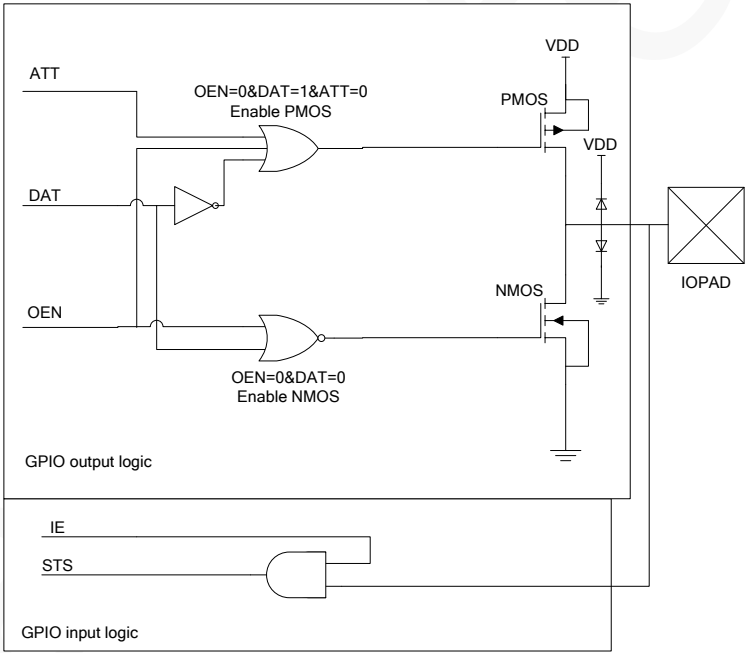 VDD
ATT
OEN=0&DAT=1&ATT=0
Enable PMOS
PMOS
VDD
DAT
IOPAD
NMOS
OEN
OEN=0&DAT=0
Enable NMOS
GPIO output logic
IE
STS
GPIO input logic